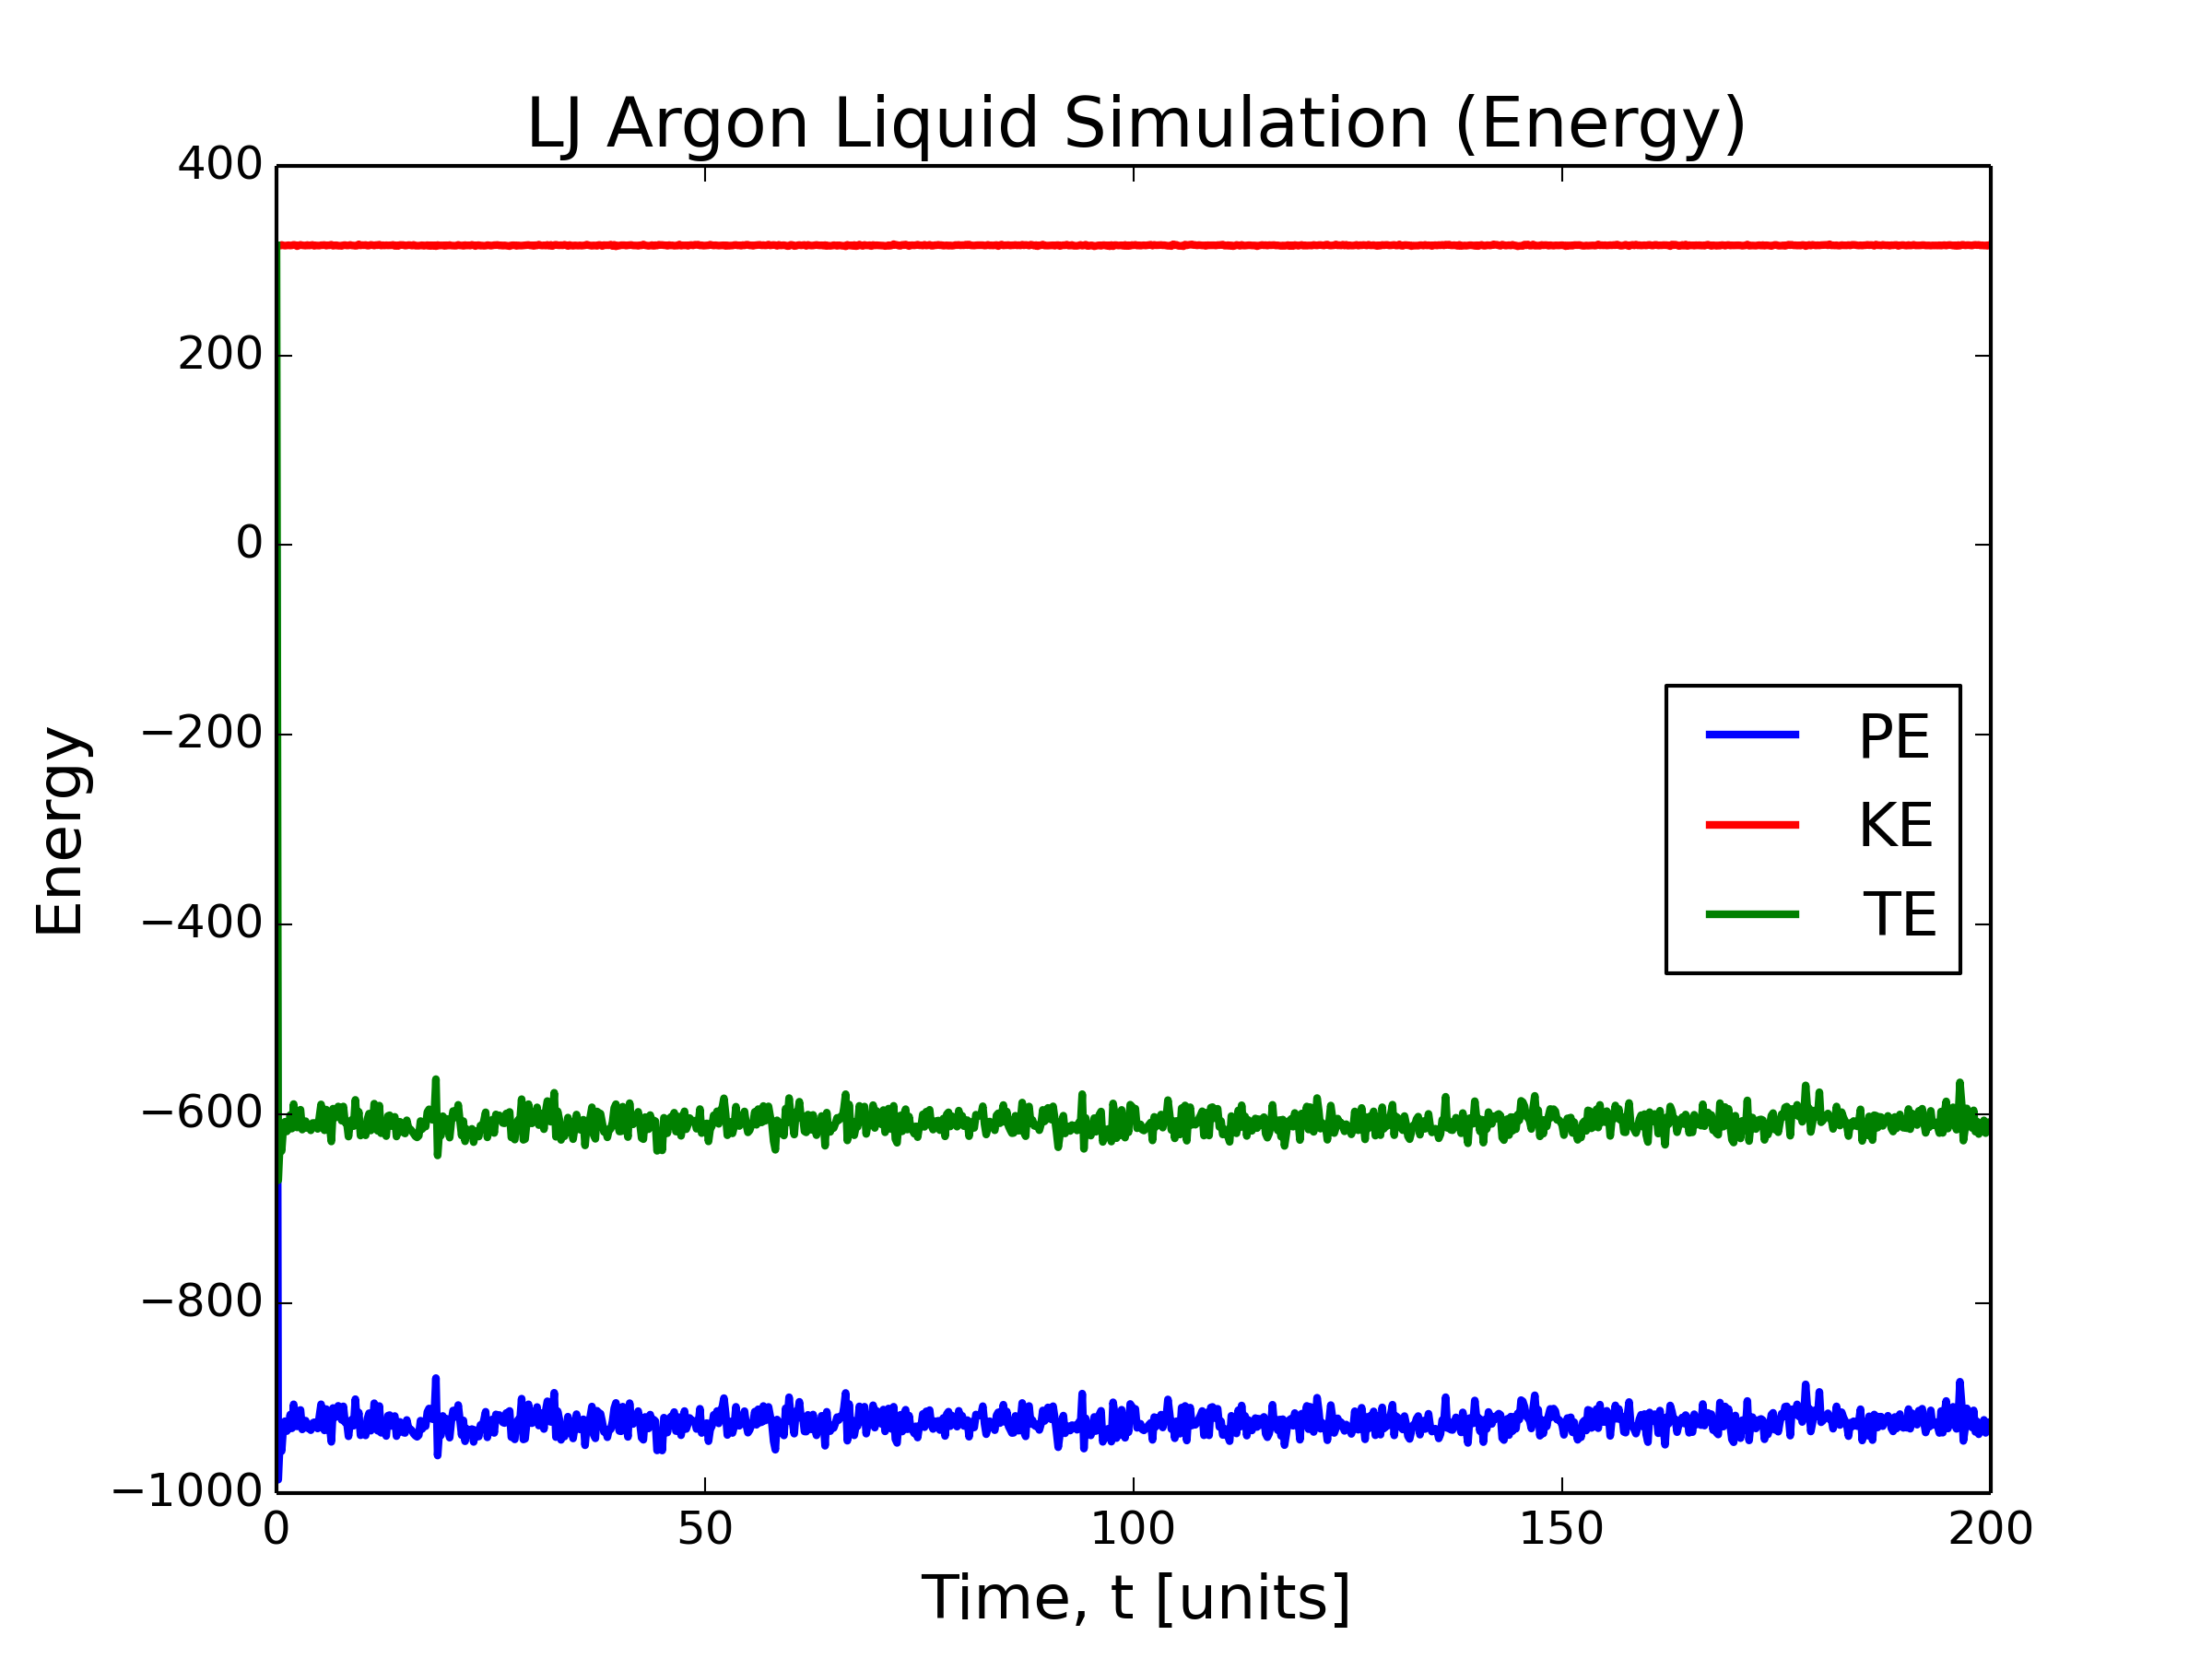 LJ Argon Liquid Simulation (Energy)
400
200
0
−200
−400
−600
−800
−1000
Energy
PE
KE
TE
0 50 100 150 200
Time, t [units]